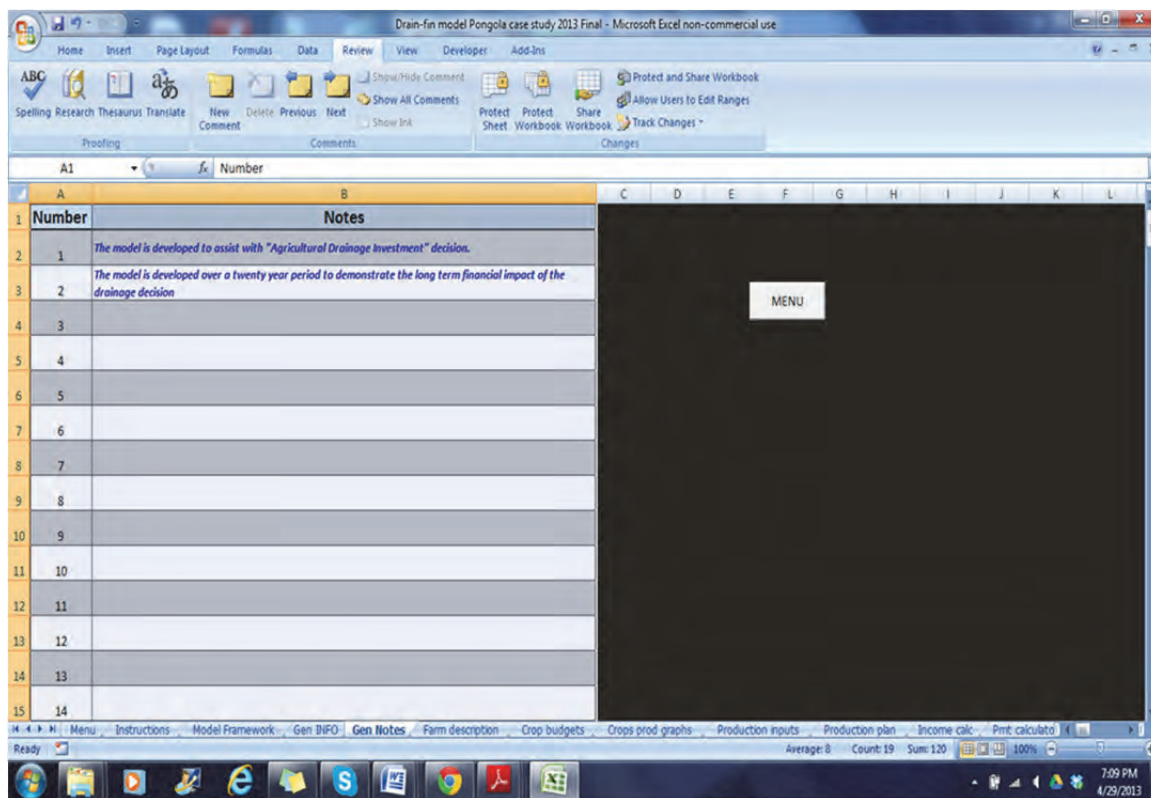 Drain-fin model Pongola case study 2013 Final - Microsoft Excel non-commercial use
Home Insert Page Layout Formulas Data Review View Developer Add-Ins
ABC
Spelling Research Thesaurus Translate
New Comment Delete Previous Next
Show/Hide Comment
Show All Comments
Show Ink
Protect Sheet Protect Workbook Share Workbook
Protect and Share Workbook
Allow Users to Edit Ranges
Track Changes
Proofing Comments Changes
A1 fx Number
A B C D E F G H I J K L
1 Number Notes
2 1 The model is developed to assist with "Agricultural Drainage Investment" decision.
The model is developed over a twenty year period to demonstrate the long term financial impact of the
3 2 drainage decision
MENU
4 3
5 4
6 5
7 6
8 7
9 8
10 9
11 10
12 11
13 12
14 13
15 14
Menu Instructions Model Framework Gen INFO Gen Notes Farm description Crop budgets Crops prod graphs Production inputs Production plan Income calc Pmt calculato
Ready Average: 8 Count: 19 Sum: 120 100%
7:09 PM
4/29/2013